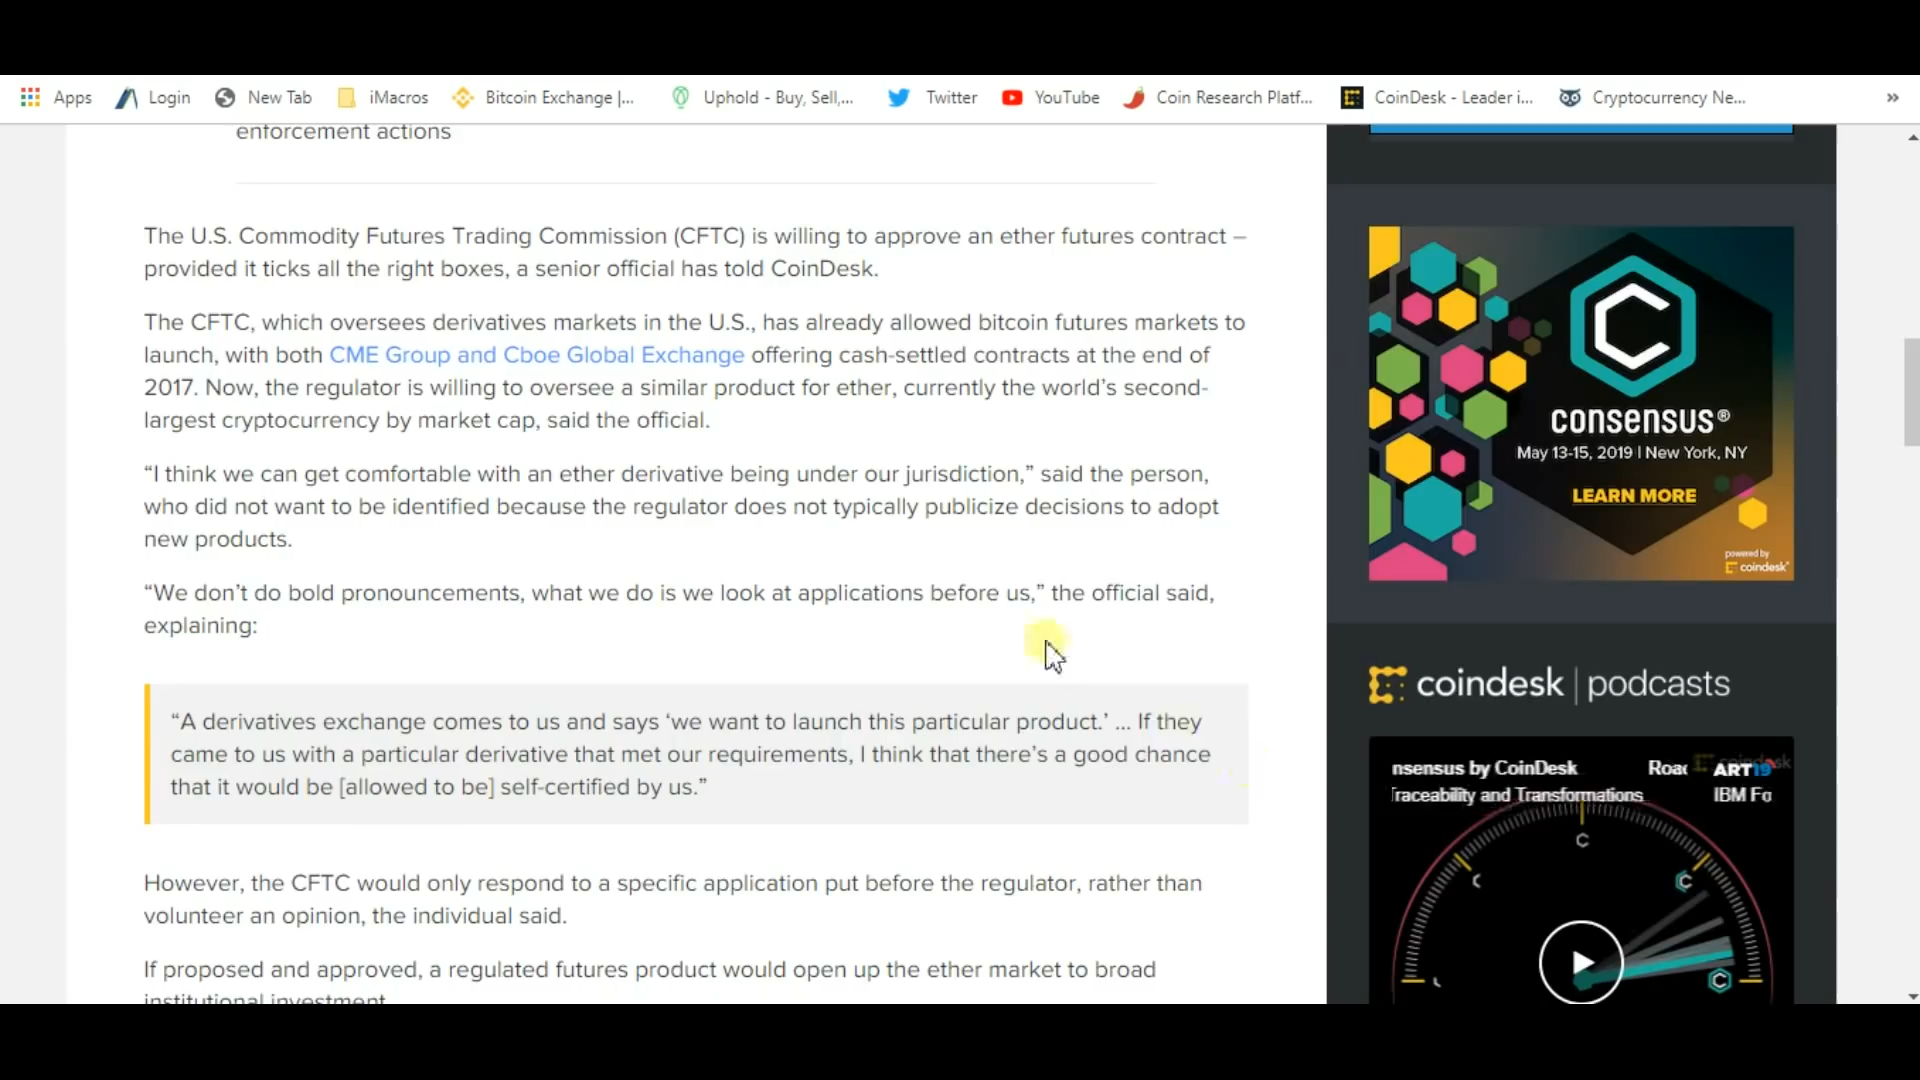 Apps
Login
New Tab
iMacros
Bitcoin Exchange |...
Uphold - Buy, Sell,...
Twitter
YouTube
Coin Research Platf...
CoinDesk - Leader i...
Cryptocurrency Ne...
»
enforcement actions
The U.S. Commodity Futures Trading Commission (CFTC) is willing to approve an ether futures contract –
provided it ticks all the right boxes, a senior official has told CoinDesk.
The CFTC, which oversees derivatives markets in the U.S., has already allowed bitcoin futures markets to
launch, with both CME Group and Cboe Global Exchange offering cash-settled contracts at the end of
2017. Now, the regulator is willing to oversee a similar product for ether, currently the world’s second-
largest cryptocurrency by market cap, said the official.
“I think we can get comfortable with an ether derivative being under our jurisdiction,” said the person,
who did not want to be identified because the regulator does not typically publicize decisions to adopt
new products.
“We don’t do bold pronouncements, what we do is we look at applications before us,” the official said,
explaining:
“A derivatives exchange comes to us and says ‘we want to launch this particular product.’ ... If they
came to us with a particular derivative that met our requirements, I think that there’s a good chance
that it would be [allowed to be] self-certified by us.”
However, the CFTC would only respond to a specific application put before the regulator, rather than
volunteer an opinion, the individual said.
If proposed and approved, a regulated futures product would open up the ether market to broad
institutional investment
consensus®
May 13-15, 2019 | New York, NY
LEARN MORE
powered by
coindesk
coindesk | podcasts
nsensus by CoinDesk
ART19
Traceability and Transformations
IBM Fo